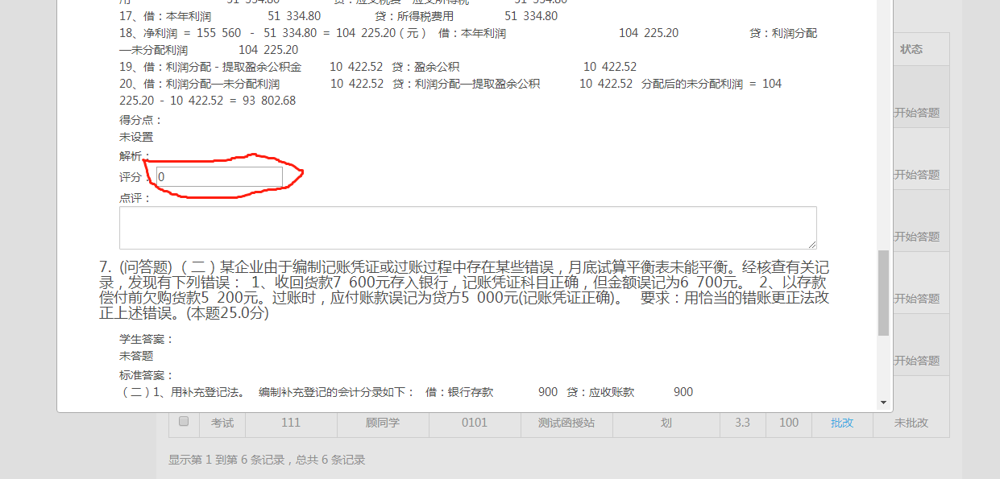 17、借：本年利润 51 334.80 贷：所得税费用 51 334.80
18、净利润 = 155 560 - 51 334.80 = 104 225.20（元） 借：本年利润 104 225.20 贷：利润分配
—未分配利润 104 225.20
19、借：利润分配-提取盈余公积金 10 422.52 贷：盈余公积 10 422.52
20、借：利润分配—未分配利润 10 422.52 贷：利润分配—提取盈余公积 10 422.52 分配后的未分配利润 = 104
225.20 - 10 422.52 = 93 802.68
得分点：
未设置
解析：
评分： 0
点评：
7. (问答题)（二）某企业由于编制记账凭证或过账过程中存在某些错误，月底试算平衡表未能平衡。经核查有关记
录，发现有下列错误： 1、收回货款7 600元存入银行，记账凭证科目正确，但金额误记为6 700元。 2、以存款
偿付前欠购货款5 200元。过账时，应付账款误记为贷方5 000元(记账凭证正确)。 要求：用恰当的错账更正法改
正上述错误。(本题25.0分)
学生答案：
未答题
标准答案：
（二）1、用补充登记法。 编制补充登记的会计分录如下： 借：银行存款 900 贷：应收账款 900
状态
开始答题
开始答题
开始答题
开始答题
开始答题
考试 111 顾同学 0101 测试函授站 划 3.3 100 批改 未批改
显示第 1 到第 6 条记录，总共 6 条记录